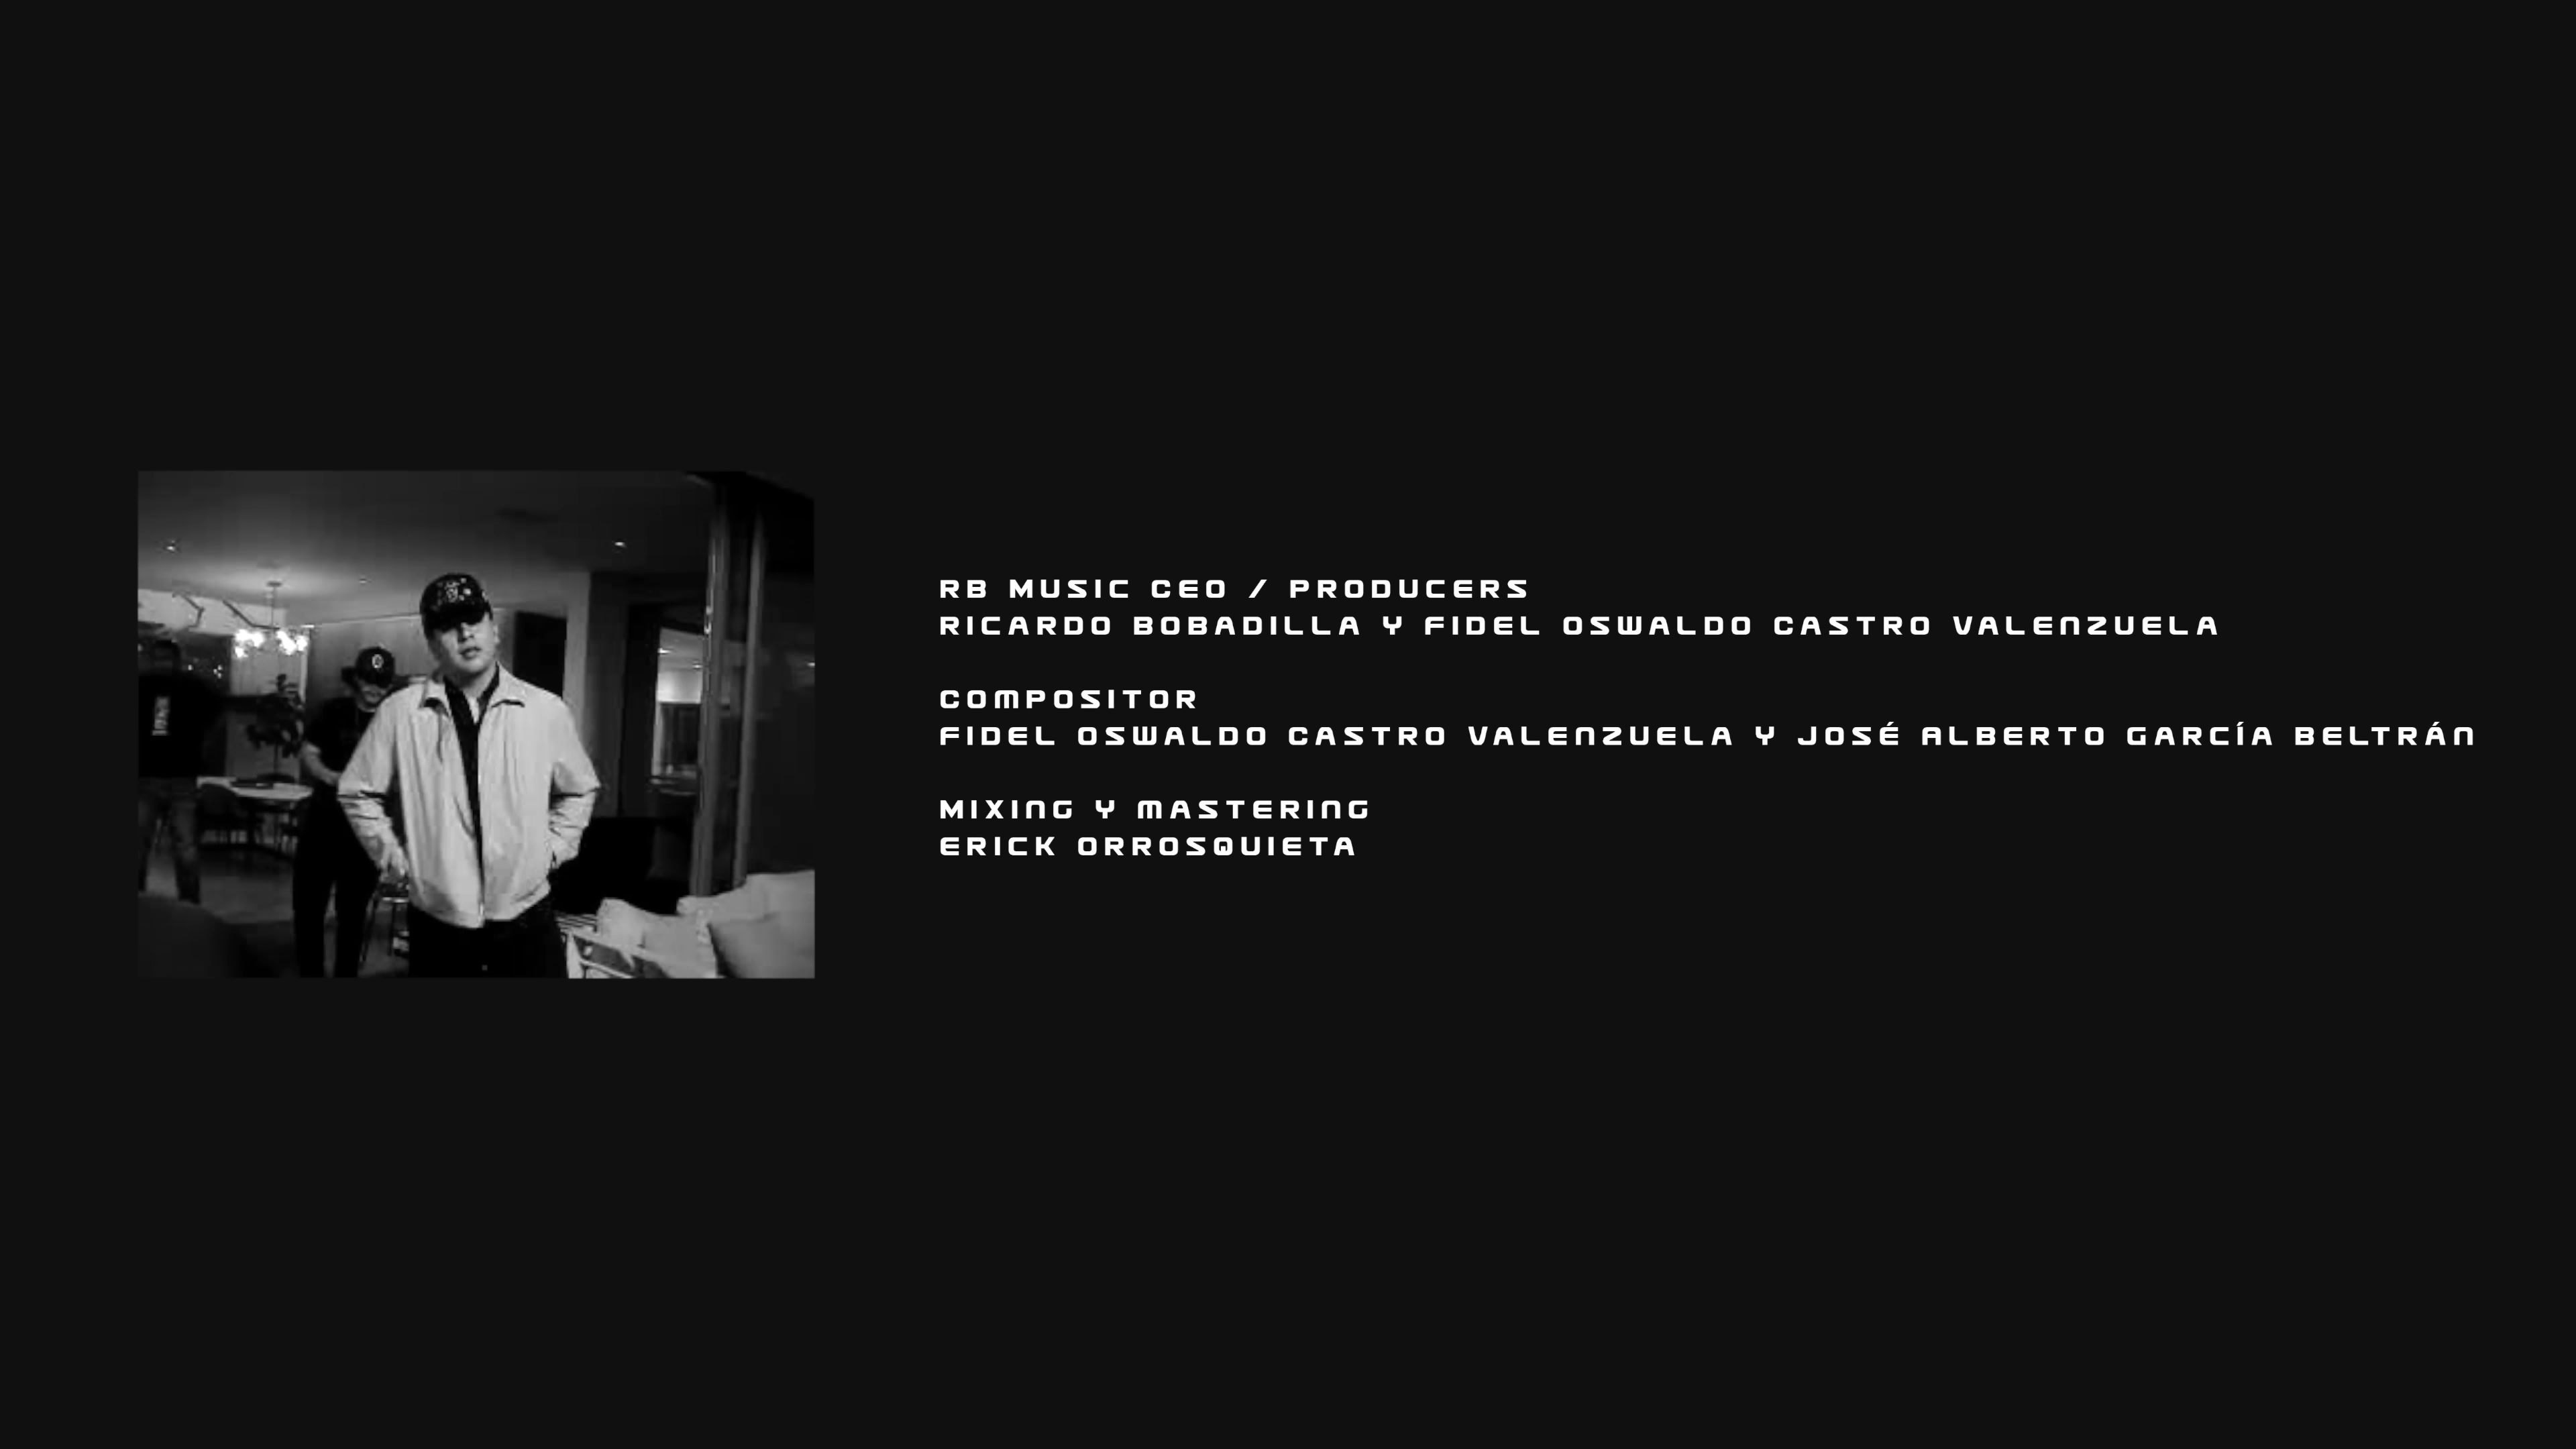 RB MUSIC CEO / PRODUCERS
RICARDO BOBADILLA Y FIDEL OSWALDO CASTRO VALENZUELA
COMPOSITOR
FIDEL OSWALDO CASTRO VALENZUELA Y JOSÉ ALBERTO GARCÍA BELTRÁN
MIXING Y MASTERING
ERICK ORROSQUIETA